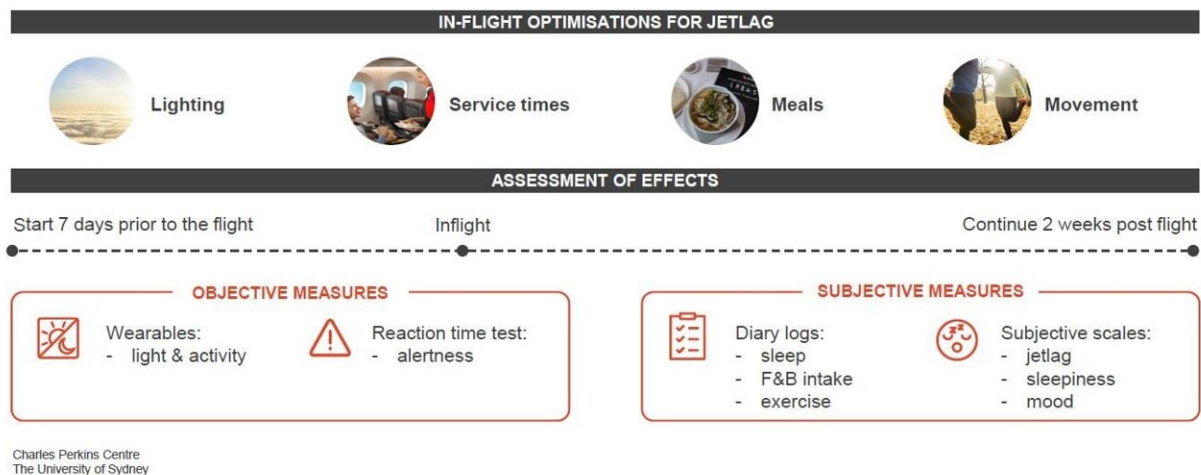 IN-FLIGHT OPTIMISATIONS FOR JETLAG
Lighting
Service times
Meals
Movement
ASSESSMENT OF EFFECTS
Start 7 days prior to the flight
Inflight
Continue 2 weeks post flight
OBJECTIVE MEASURES
Wearables:
- light & activity
Reaction time test:
- alertness
SUBJECTIVE MEASURES
Diary logs:
- sleep
- F&B intake
- exercise
Subjective scales:
- jetlag
- sleepiness
- mood
Charles Perkins Centre
The University of Sydney